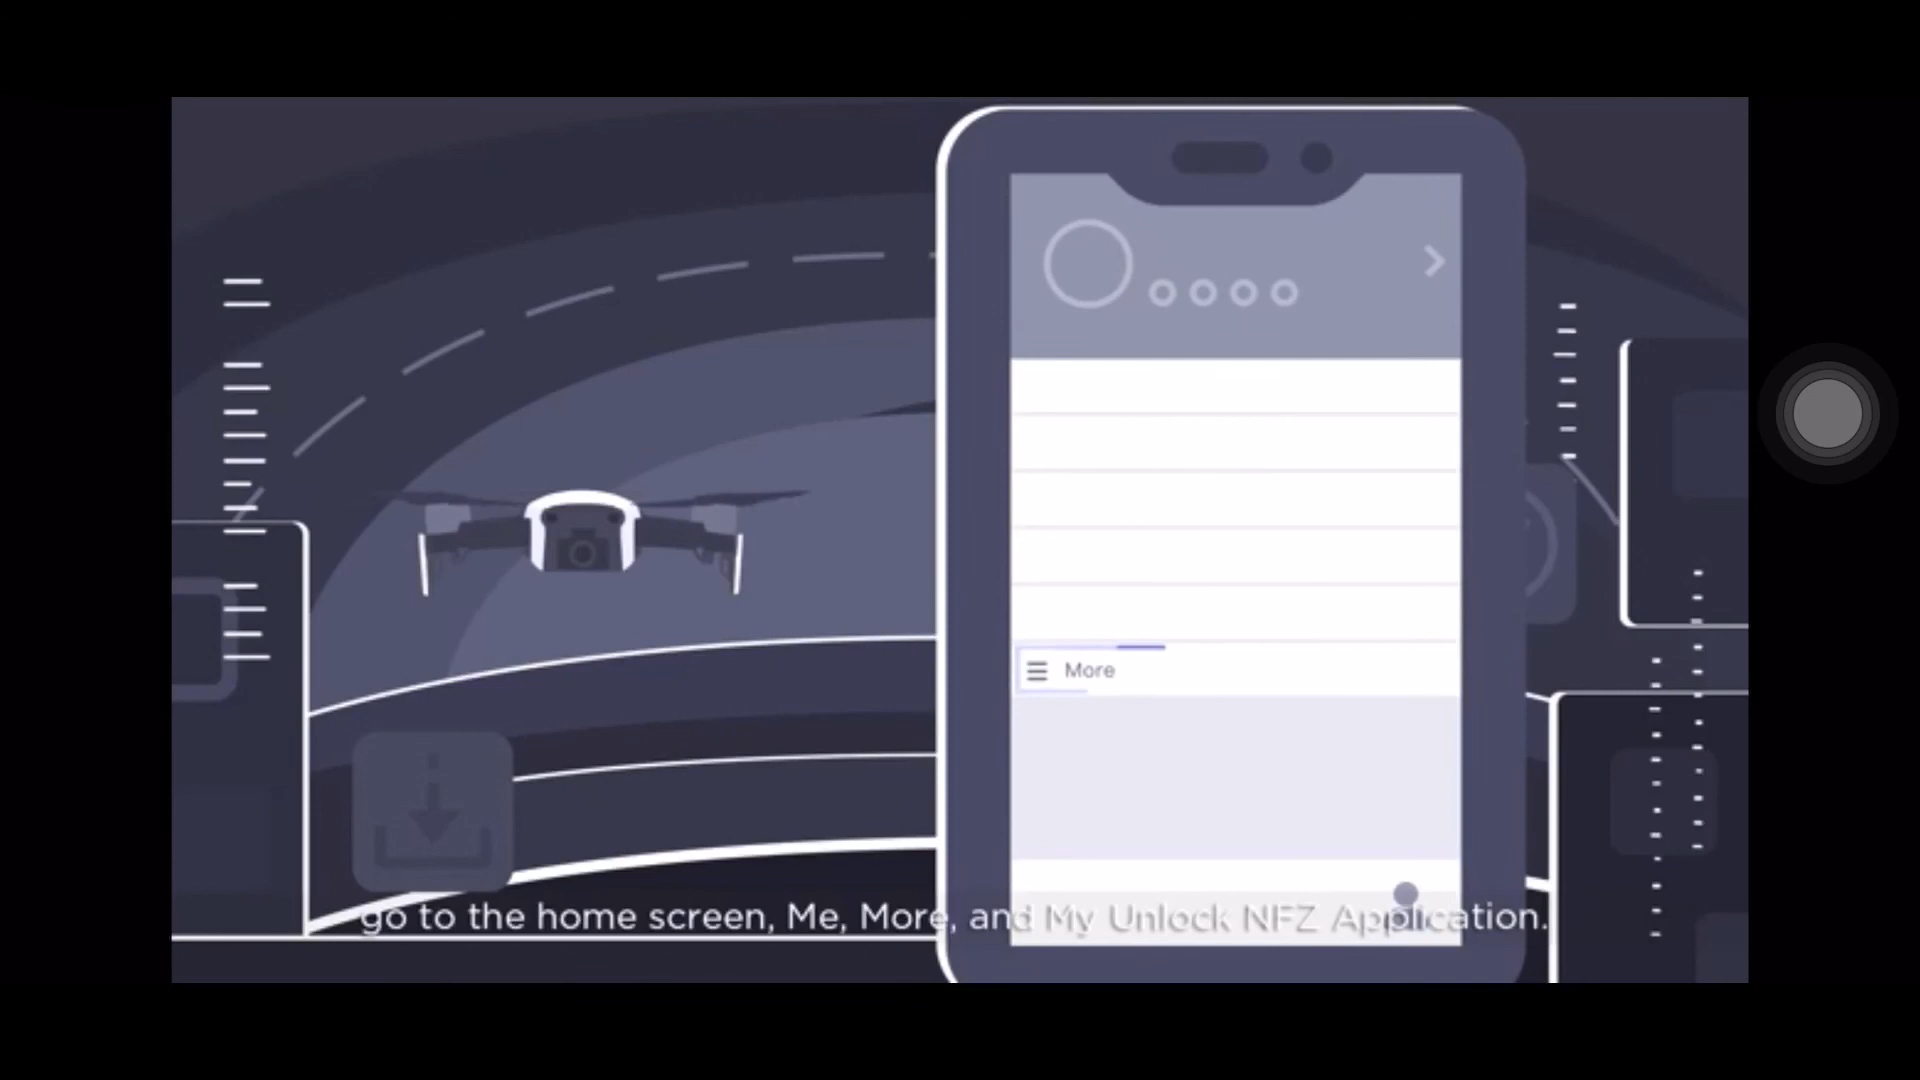 More
go to the home screen, Me, More, and My Unlock NFZ Application.